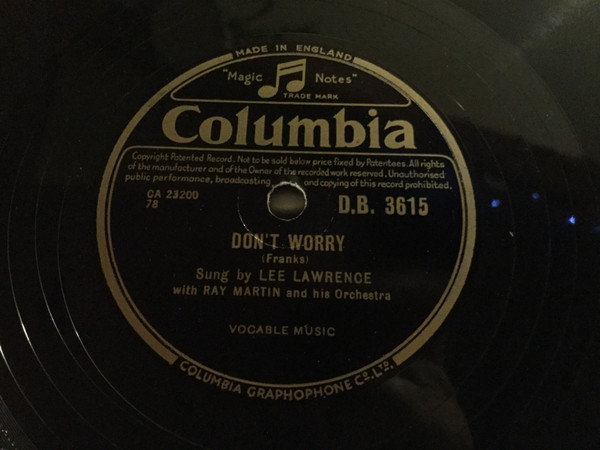 MADE IN ENGLAND
"Magic Notes"
TRADE MARK
Columbia
Copyright Patented Record. Not to be sold below price fixed by Patentees. All rights
of the manufacturer and of the Owner of the recorded work reserved. Unauthorised
public performance, broadcasting and copying of this record prohibited.
CA 23200
78
D.B. 3615
DON'T WORRY
(Franks)
Sung by LEE LAWRENCE
with RAY MARTIN and his Orchestra
VOCABLE MUSIC
COLUMBIA GRAPHOPHONE CO. LTD.